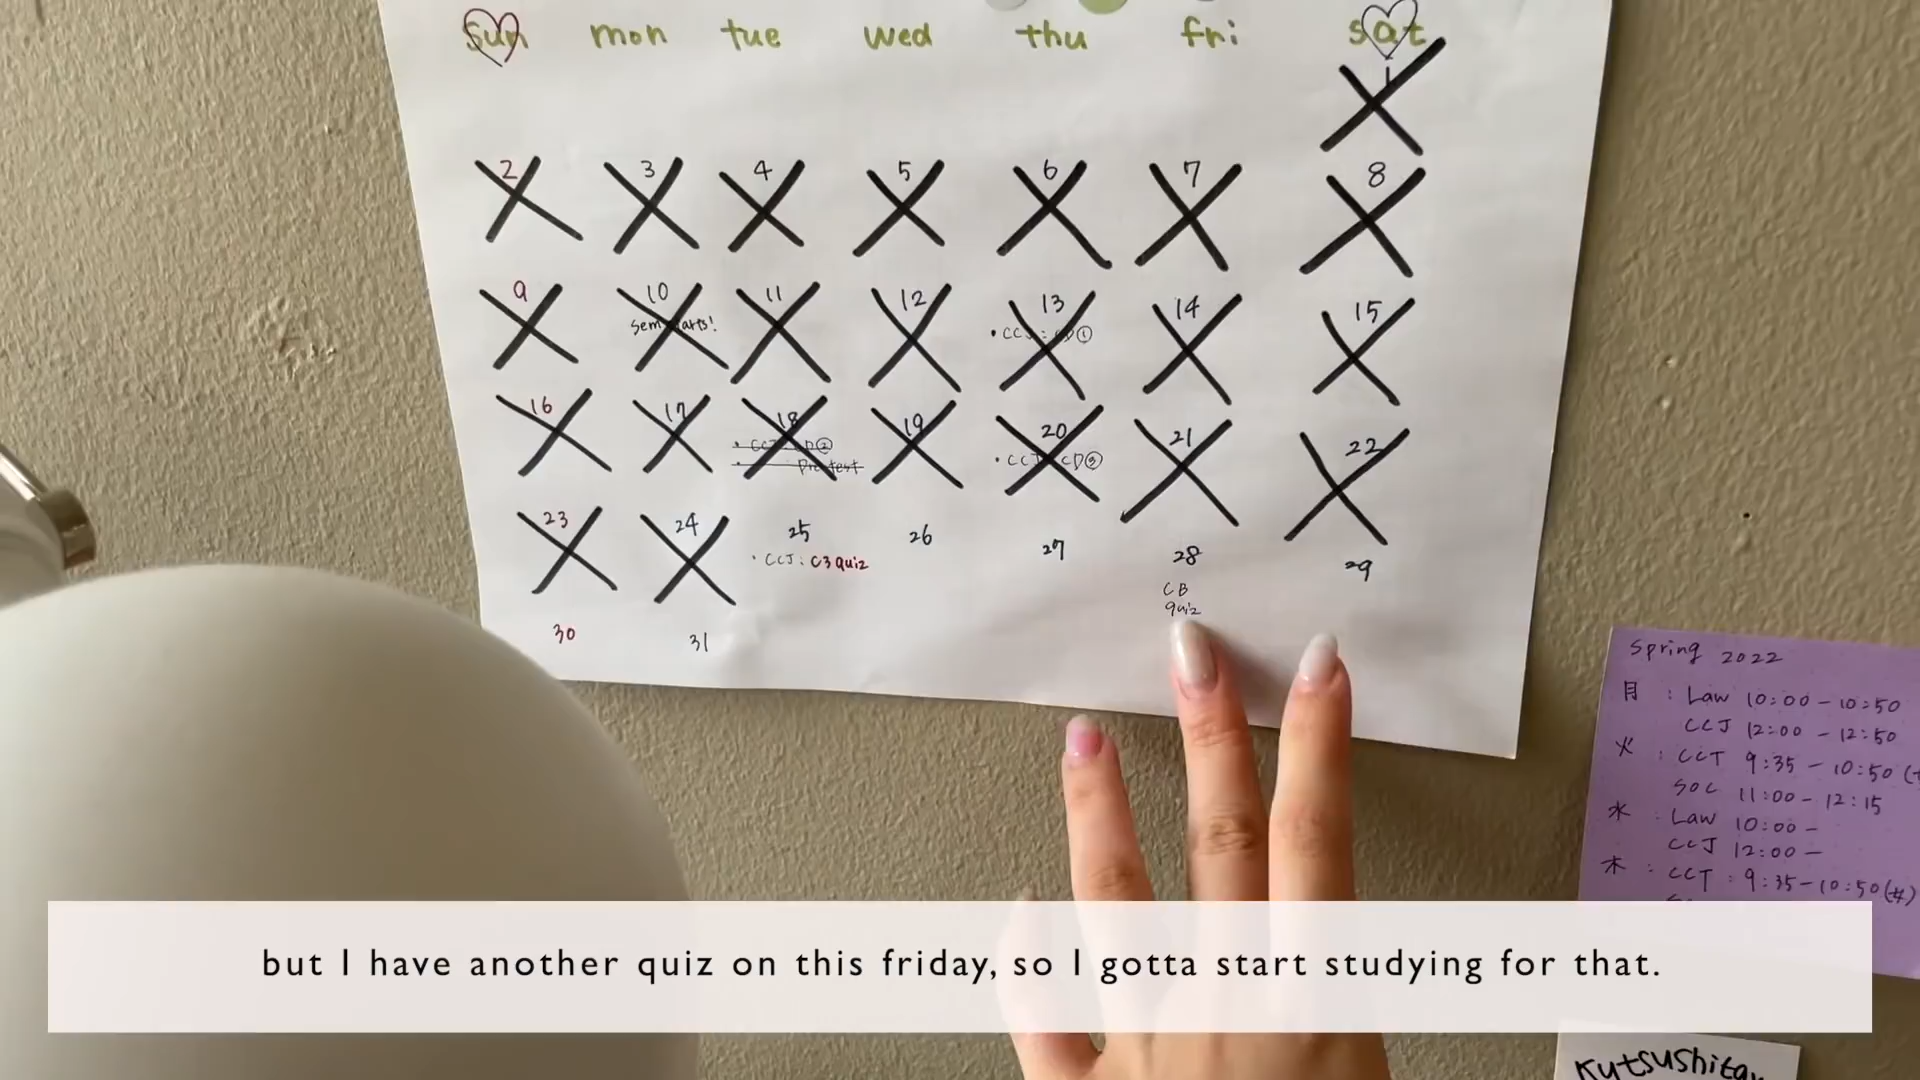 sun mon tue wed thu fri sat
1
2 3 4 5 6 7 8
9 10 11 12 13 14 15
16 17 18 19 20 21 22
23 24 25 26 27 28 29
• CCJ: C3 quiz
CB
quiz
30 31
Spring 2022
月 : Law 10:00 - 10:50
CCJ 12:00 - 12:50
火 : CCT 9:35 - 10:50
SOC 11:00 - 12:15
水 : Law 10:00 -
CCJ 12:00 -
木 : CCT : 9:35-10:50
but I have another quiz on this friday, so I gotta start studying for that.